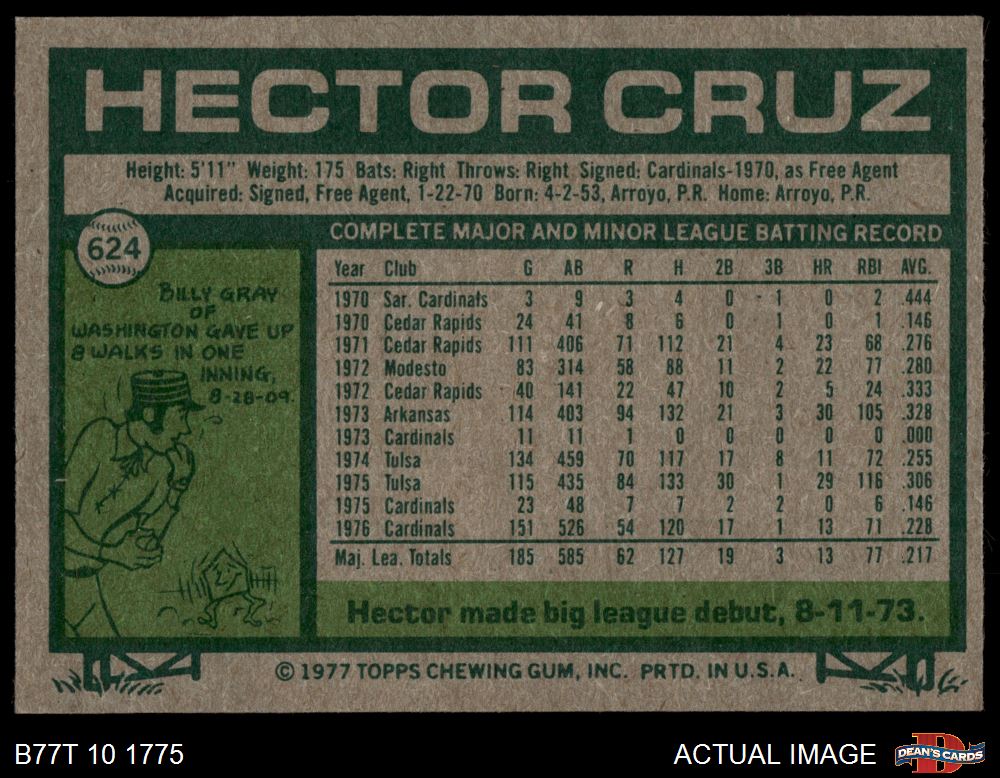 HECTOR CRUZ
Height: 5'11" Weight: 175 Bats: Right Throws: Right Signed: Cardinals-1970, as Free Agent
Acquired: Signed, Free Agent, 1-22-70 Born: 4-2-53, Arroyo, P.R. Home: Arroyo, P.R.
624
BILLY GRAY
OF
WASHINGTON GAVE UP
8 WALKS IN ONE
INNING,
8-28-09.
COMPLETE MAJOR AND MINOR LEAGUE BATTING RECORD
Year Club G AB R H 2B 3B HR RBI AVG.
1970 Sar. Cardinals 3 9 3 4 0 1 0 2 .444
1970 Cedar Rapids 24 41 8 6 0 1 0 1 .146
1971 Cedar Rapids 111 406 71 112 21 4 23 68 .276
1972 Modesto 83 314 58 88 11 2 22 77 .280
1972 Cedar Rapids 40 141 22 47 10 2 5 24 .333
1973 Arkansas 114 403 94 132 21 3 30 105 .328
1973 Cardinals 11 11 1 0 0 0 0 0 .000
1974 Tulsa 134 459 70 117 17 8 11 72 .255
1975 Tulsa 115 435 84 133 30 1 29 116 .306
1975 Cardinals 23 48 7 7 2 2 0 6 .146
1976 Cardinals 151 526 54 120 17 1 13 71 .228
Maj. Lea. Totals 185 585 62 127 19 3 13 77 .217
Hector made big league debut, 8-11-73.
© 1977 TOPPS CHEWING GUM, INC. PRTD. IN U.S.A.
B77T 10 1775
ACTUAL IMAGE
DEAN'S CARDS